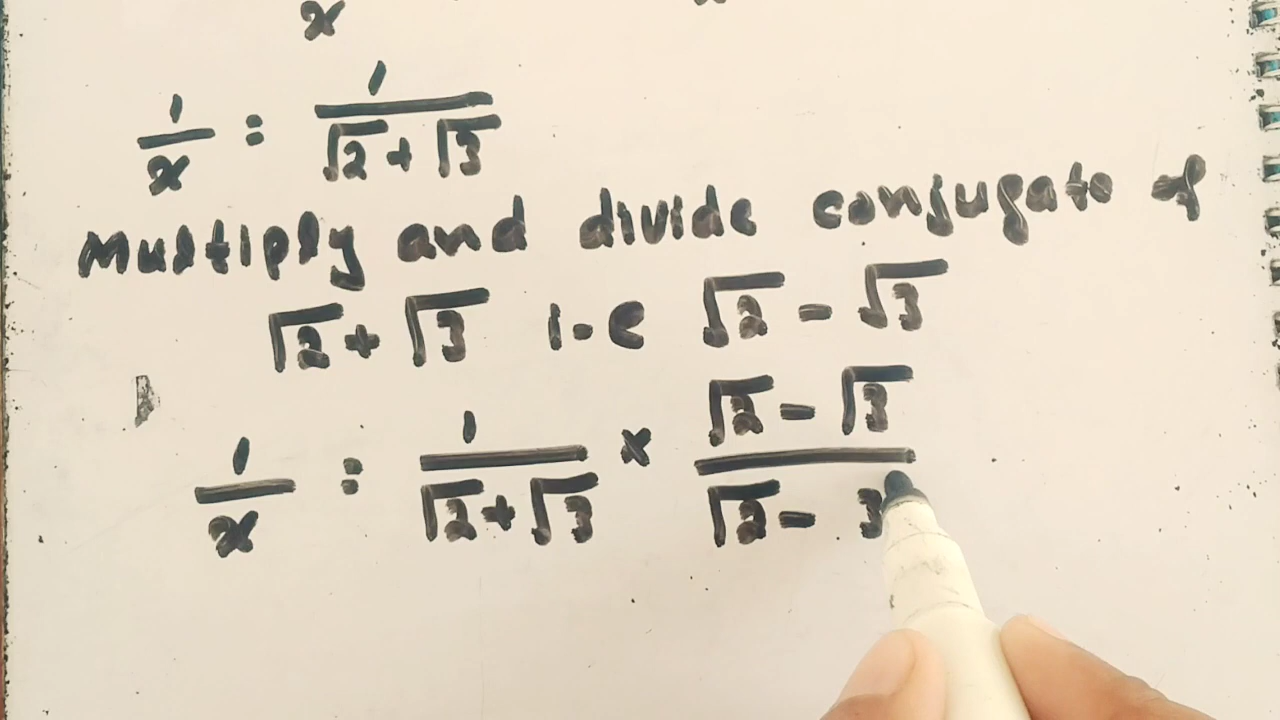 x
1/x = 1/(√2 + √3)
Multiply and divide conjugate of
√2 + √3 i-e √2 - √3
1/x = 1/(√2 + √3) × (√2 - √3)/(√2 - 3